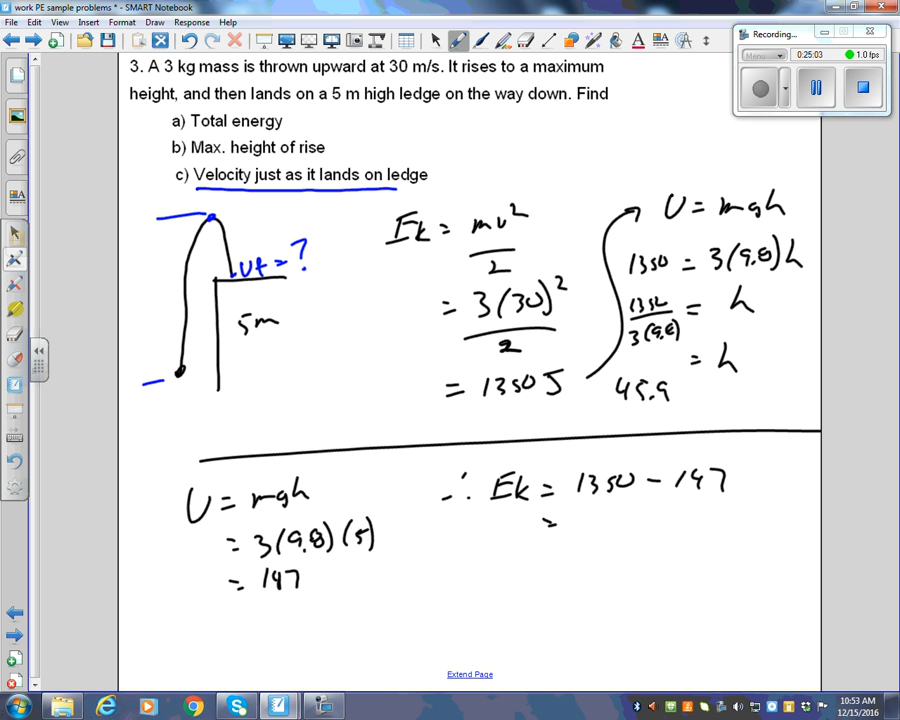 work PE sample problems * - SMART Notebook
File Edit View Insert Format Draw Response Help
Recording...
Menu
0:25:03
1.0 fps
3. A 3 kg mass is thrown upward at 30 m/s. It rises to a maximum
height, and then lands on a 5 m high ledge on the way down. Find
a) Total energy
b) Max. height of rise
c) Velocity just as it lands on ledge
vf = ?
5m
Ek = mv²
2
= 3(30)²
2
= 1350 J
U = mgh
1350 = 3(9.8)h
1350 = h
3(9.8)
= h
45.9
U = mgh
= 3(9.8)(5)
= 147
∴ Ek = 1350 - 147
=
Extend Page
10:53 AM
12/15/2016